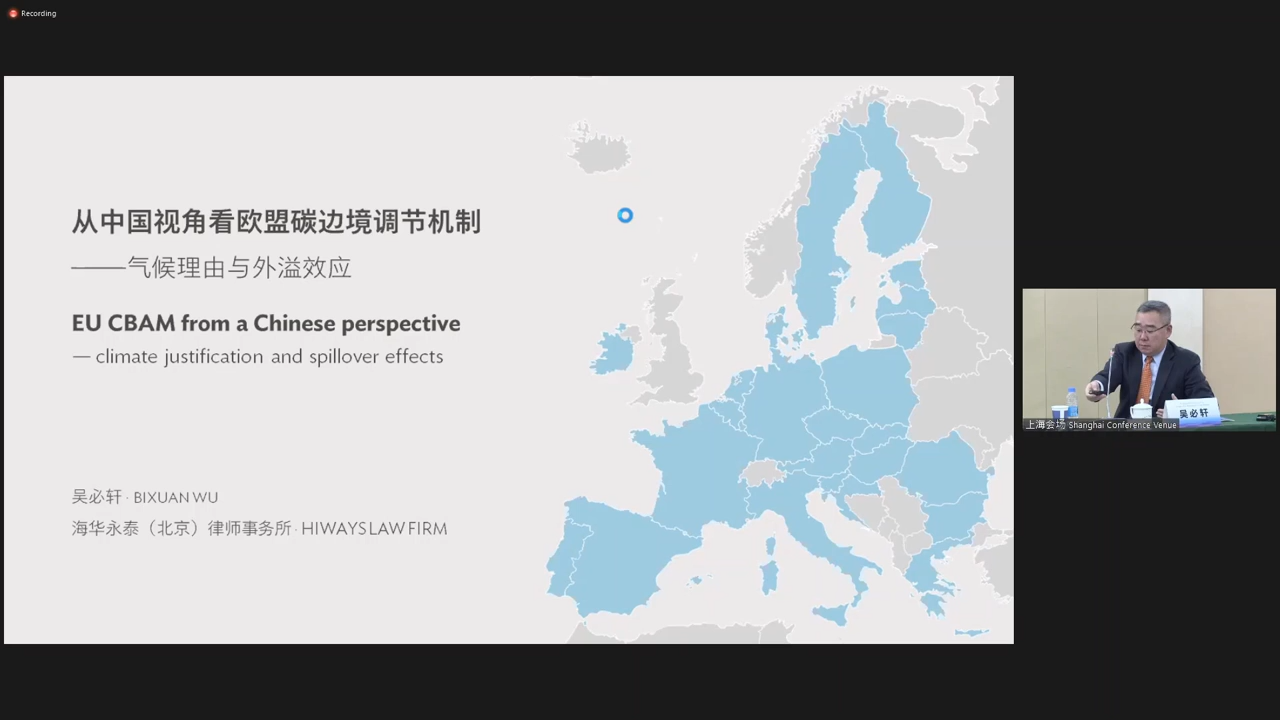 Recording
从中国视角看欧盟碳边境调节机制
——气候理由与外溢效应
EU CBAM from a Chinese perspective
— climate justification and spillover effects
吴必轩 · BIXUAN WU
海华永泰（北京）律师事务所 · HIWAYS LAW FIRM
吴必轩
上海会场 Shanghai Conference Venue